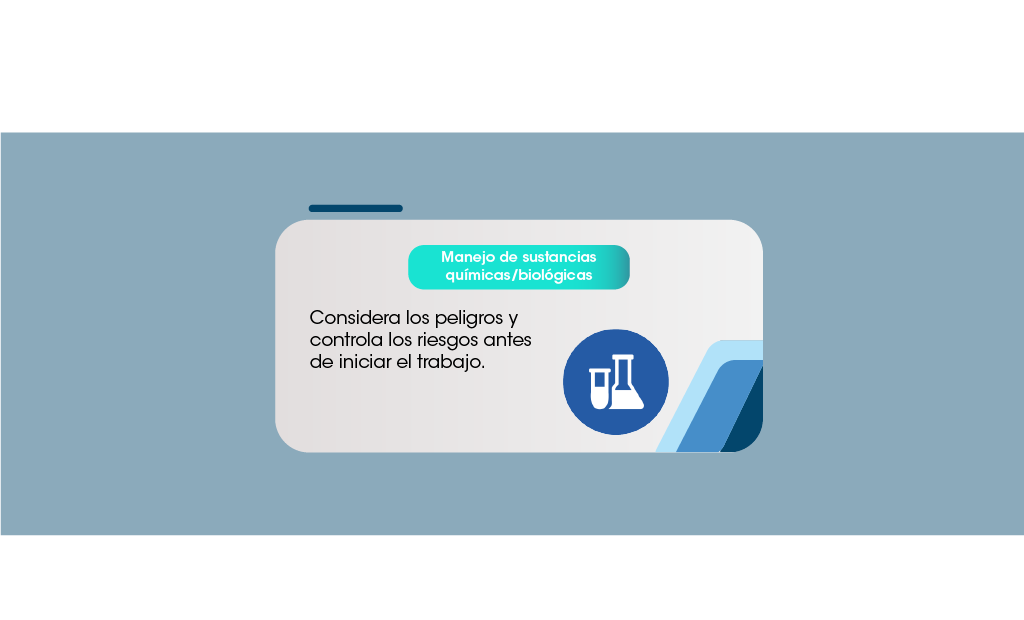 Manejo de sustancias
químicas/biológicas
Considera los peligros y
controla los riesgos antes
de iniciar el trabajo.